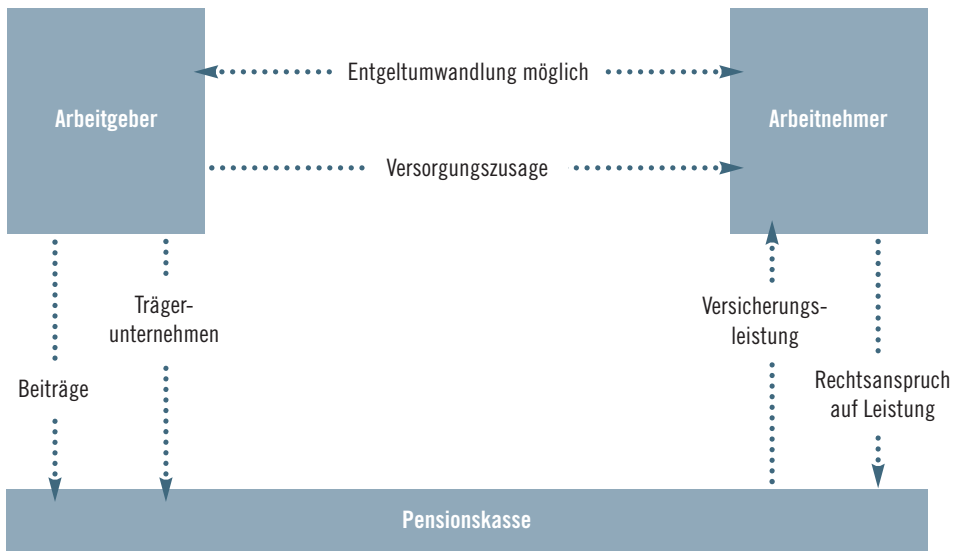 Entgeltumwandlung möglich
Arbeitgeber
Arbeitnehmer
Versorgungszusage
Träger-
unternehmen
Versicherungs-
leistung
Beiträge
Rechtsanspruch
auf Leistung
Pensionskasse